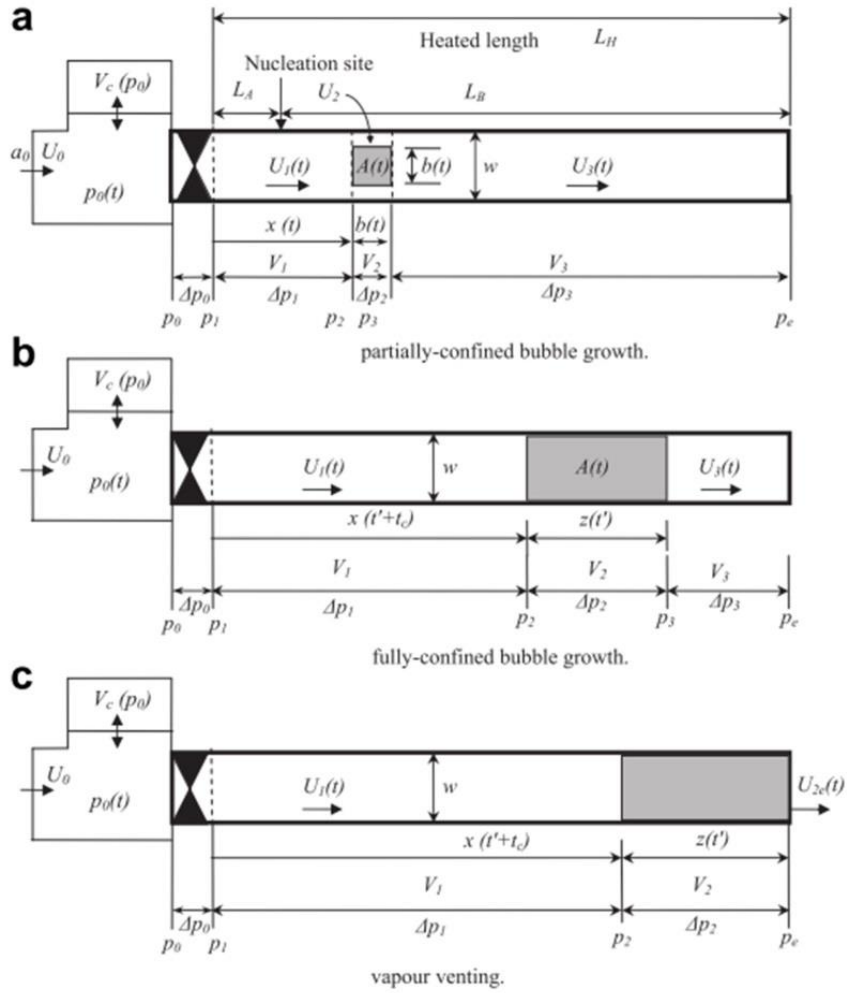 a
Heated length L_H
V_c (p_0)
Nucleation site
L_A U_2 L_B
a_0 U_0
U_1(t) A(t) b(t) w U_3(t)
p_0(t)
x (t) b(t)
V_1 V_2 V_3
Δp_0 Δp_1 Δp_2 Δp_3
p_0 p_1 p_2 p_3 p_e
partially-confined bubble growth.
b
V_c (p_0)
U_0
U_1(t) w A(t) U_3(t)
p_0(t)
x (t'+t_c) z(t')
V_1 V_2 V_3
Δp_0 Δp_1 Δp_2 Δp_3
p_0 p_1 p_2 p_3 p_e
fully-confined bubble growth.
c
V_c (p_0)
U_0
U_1(t) w U_2e(t)
p_0(t)
x (t'+t_c) z(t')
V_1 V_2
Δp_0 Δp_1 Δp_2
p_0 p_1 p_2 p_e
vapour venting.